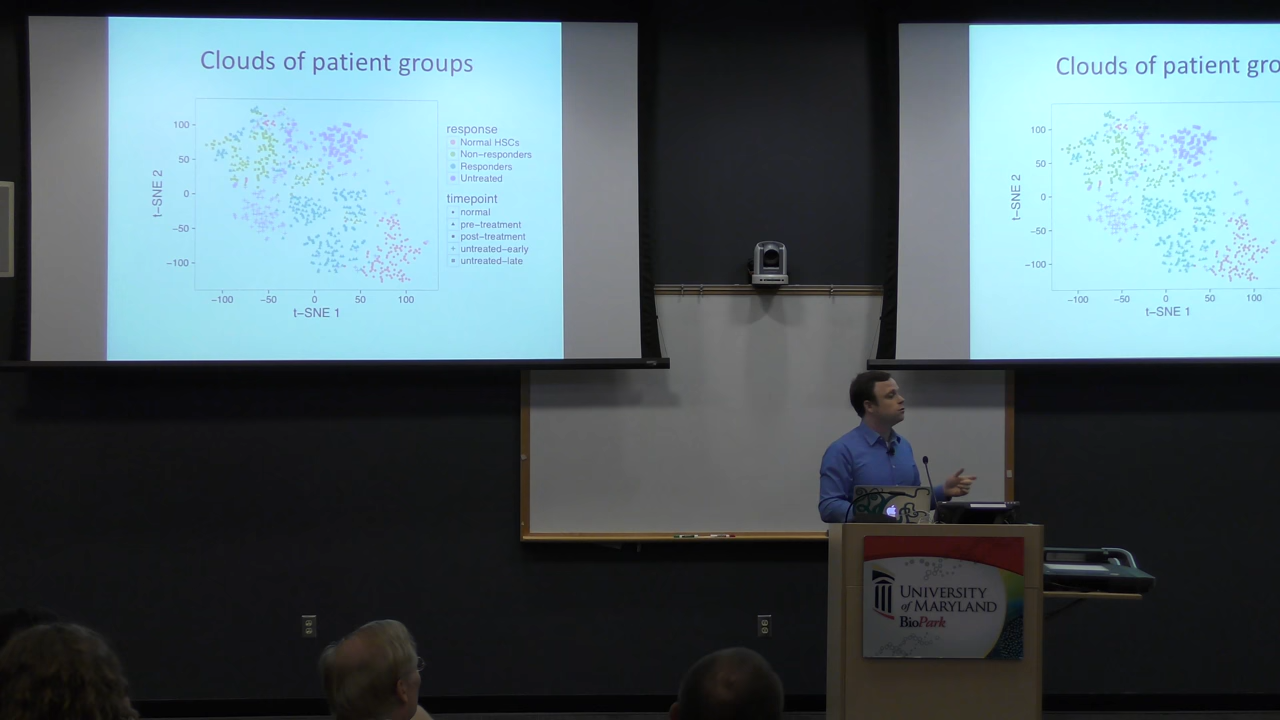 Clouds of patient groups
t−SNE 2
100
50
0
−50
−100
−100
−50
0
50
100
t−SNE 1
response
Normal HSCs
Non−responders
Responders
Untreated
timepoint
normal
pre−treatment
post−treatment
untreated−early
untreated−late
Clouds of patient gro
t−SNE 2
100
50
0
−50
−100
−100
−50
0
50
100
t−SNE 1
UNIVERSITY
of MARYLAND
BioPark